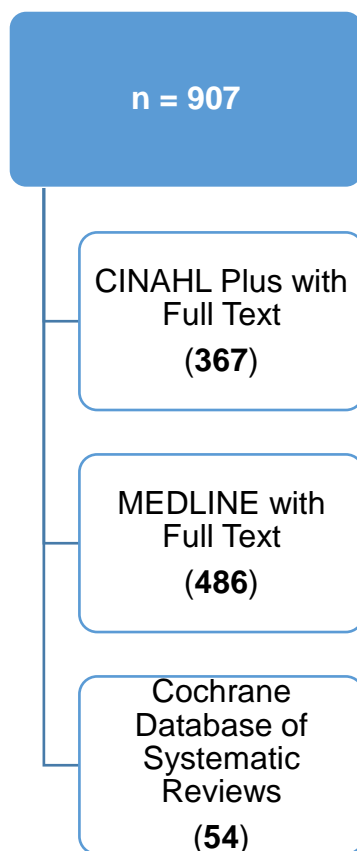 n = 907
CINAHL Plus with
Full Text
(367)
MEDLINE with
Full Text
(486)
Cochrane
Database of
Systematic
Reviews
(54)